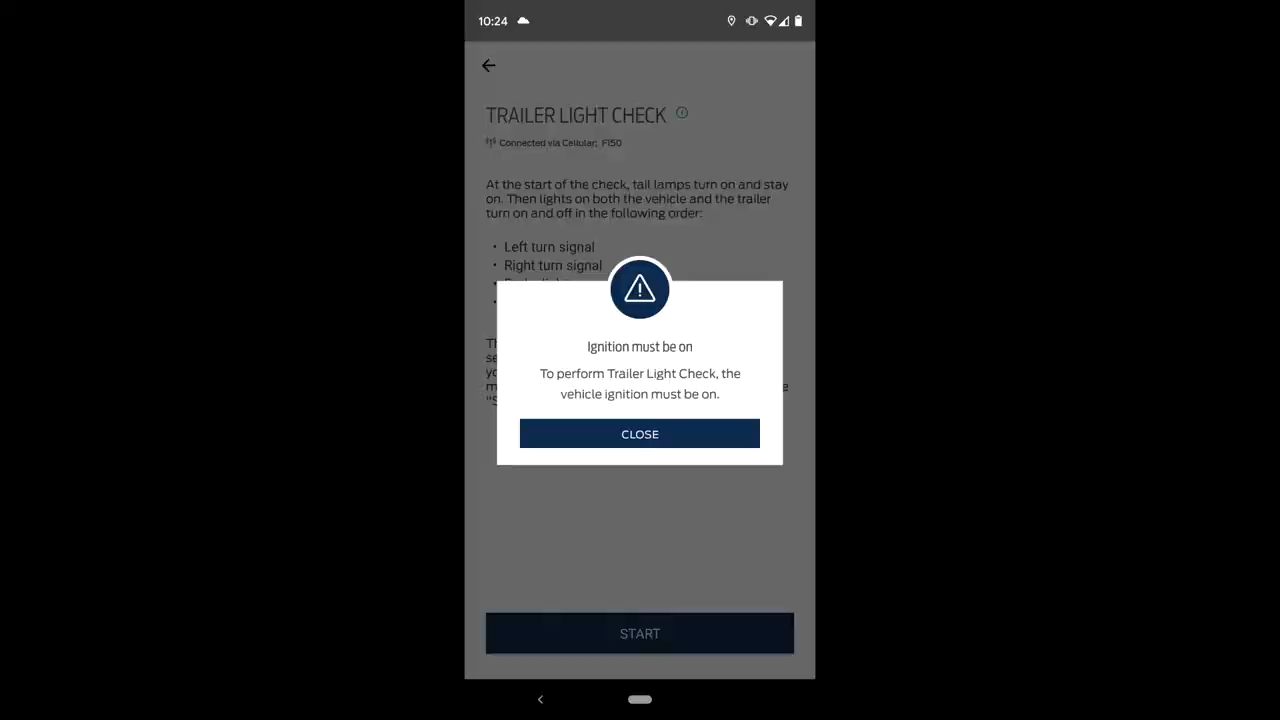 10:24
TRAILER LIGHT CHECK
Connected via Cellular; F150
At the start of the check, tail lamps turn on and stay
on. Then lights on both the vehicle and the trailer
turn on and off in the following order:
• Left turn signal
• Right turn signal
Ignition must be on
To perform Trailer Light Check, the
vehicle ignition must be on.
CLOSE
START